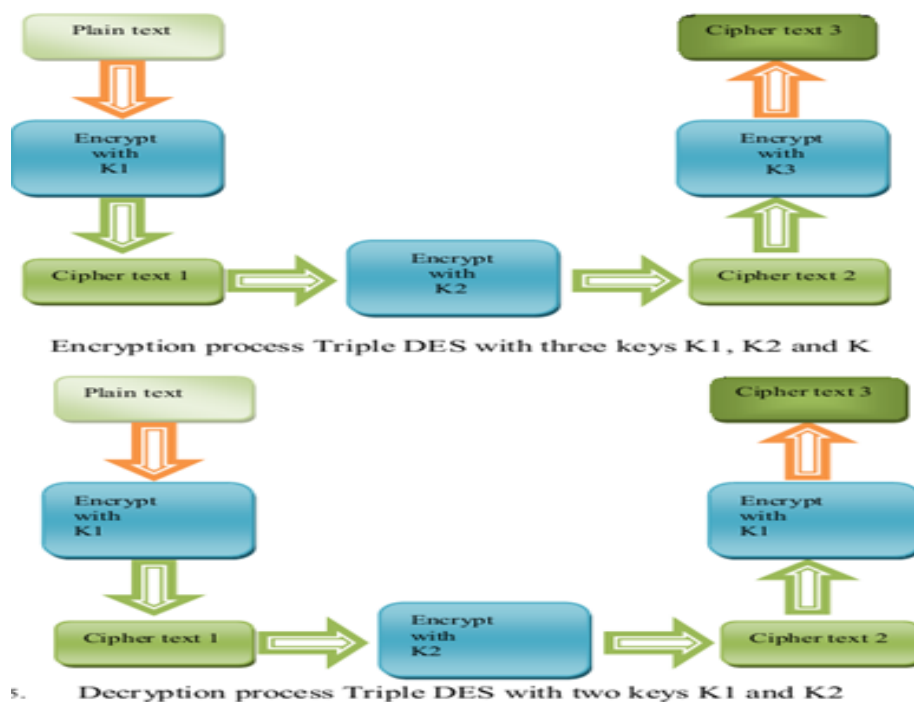 Plain text
Encrypt
with
K1
Cipher text 1
Encrypt
with
K2
Cipher text 2
Encrypt
with
K3
Cipher text 3
Encryption process Triple DES with three keys K1, K2 and K
Plain text
Encrypt
with
K1
Cipher text 1
Encrypt
with
K2
Cipher text 2
Encrypt
with
K1
Cipher text 3
5. Decryption process Triple DES with two keys K1 and K2